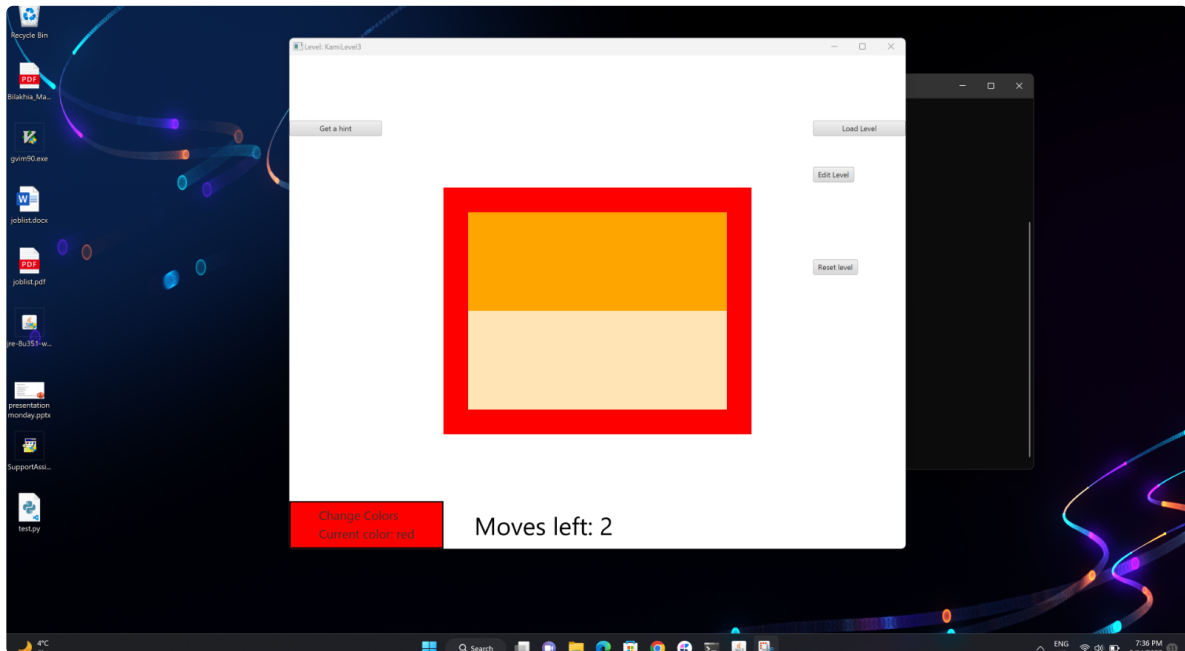 Recycle Bin
PDF
Bilakhia_Ma...
gvim90.exe
W
joblist.docx
PDF
joblist.pdf
jre-8u351-w...
presentation
monday.pptx
SupportAssi...
test.py
Level: KamiLevel3
Get a hint
Load Level
Edit Level
Reset level
Change Colors
Current color: red
Moves left: 2
4°C
Search
ENG
7:36 PM